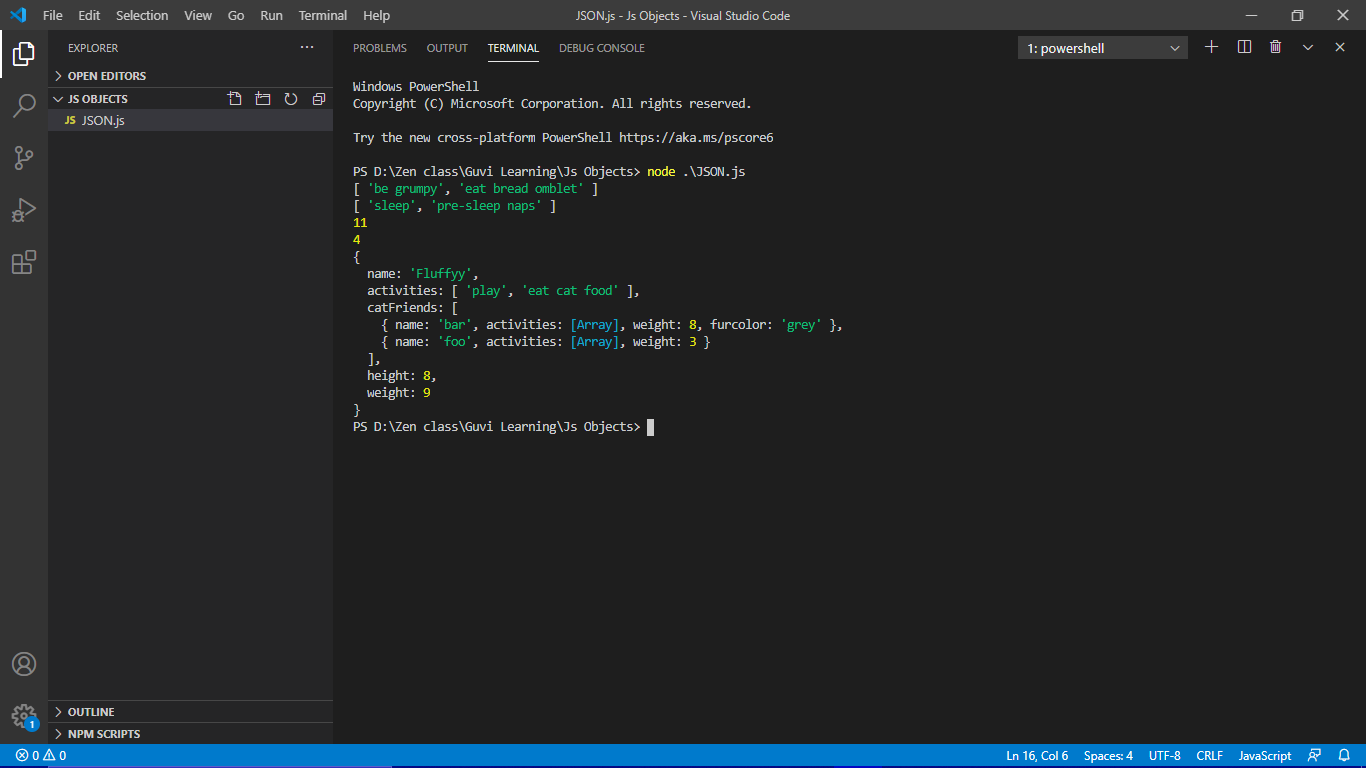 File Edit Selection View Go Run Terminal Help JSON.js - Js Objects - Visual Studio Code
EXPLORER ...
OPEN EDITORS
JS OBJECTS
JS JSON.js
OUTLINE
NPM SCRIPTS
PROBLEMS OUTPUT TERMINAL DEBUG CONSOLE 1: powershell
Windows PowerShell
Copyright (C) Microsoft Corporation. All rights reserved.
Try the new cross-platform PowerShell https://aka.ms/pscore6
PS D:\Zen class\Guvi Learning\Js Objects> node .\JSON.js
[ 'be grumpy', 'eat bread omblet' ]
[ 'sleep', 'pre-sleep naps' ]
11
4
{
  name: 'Fluffyy',
  activities: [ 'play', 'eat cat food' ],
  catFriends: [
    { name: 'bar', activities: [Array], weight: 8, furcolor: 'grey' },
    { name: 'foo', activities: [Array], weight: 3 }
  ],
  height: 8,
  weight: 9
}
PS D:\Zen class\Guvi Learning\Js Objects>
1
0 0 Ln 16, Col 6 Spaces: 4 UTF-8 CRLF JavaScript